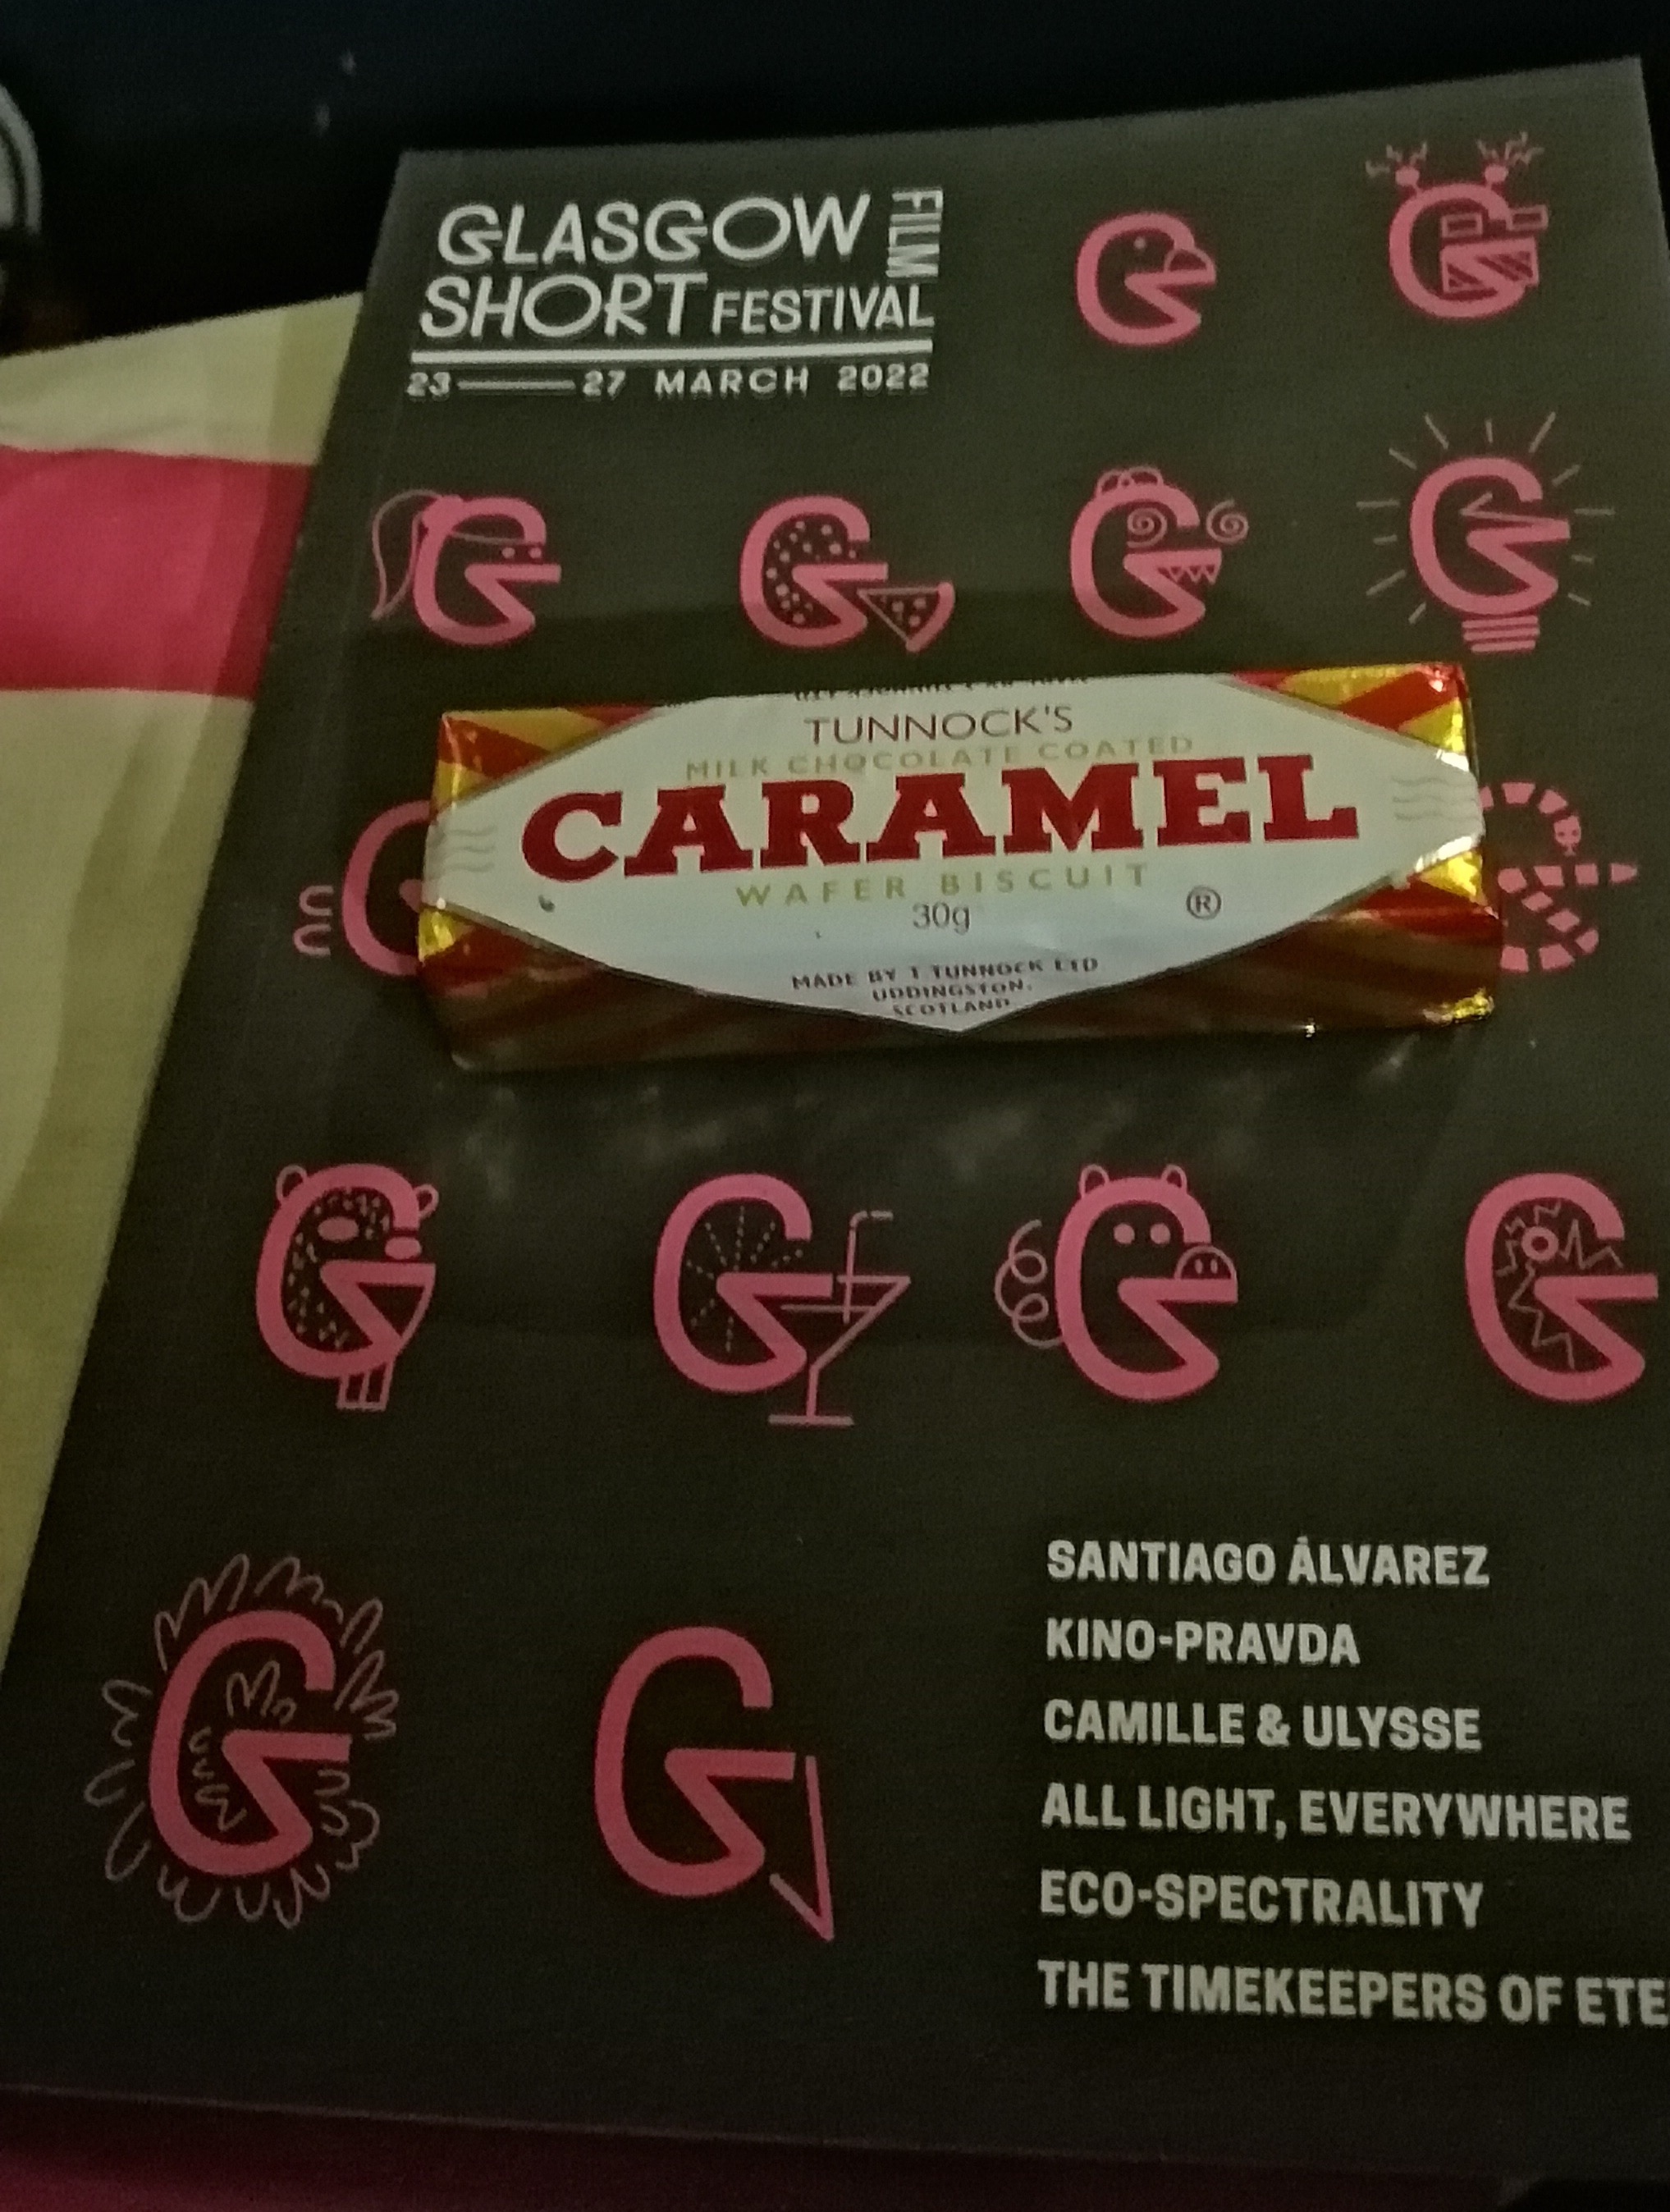 GLASGOW
FILM
SHORT FESTIVAL
23 — 27 MARCH 2022
TUNNOCK'S
MILK CHOCOLATE COATED
CARAMEL
WAFER BISCUIT
30g
®
MADE BY T TUNNOCK LTD
UDDINGSTON,
SCOTLAND
SANTIAGO ÁLVAREZ
KINO-PRAVDA
CAMILLE & ULYSSE
ALL LIGHT, EVERYWHERE
ECO-SPECTRALITY
THE TIMEKEEPERS OF ETE